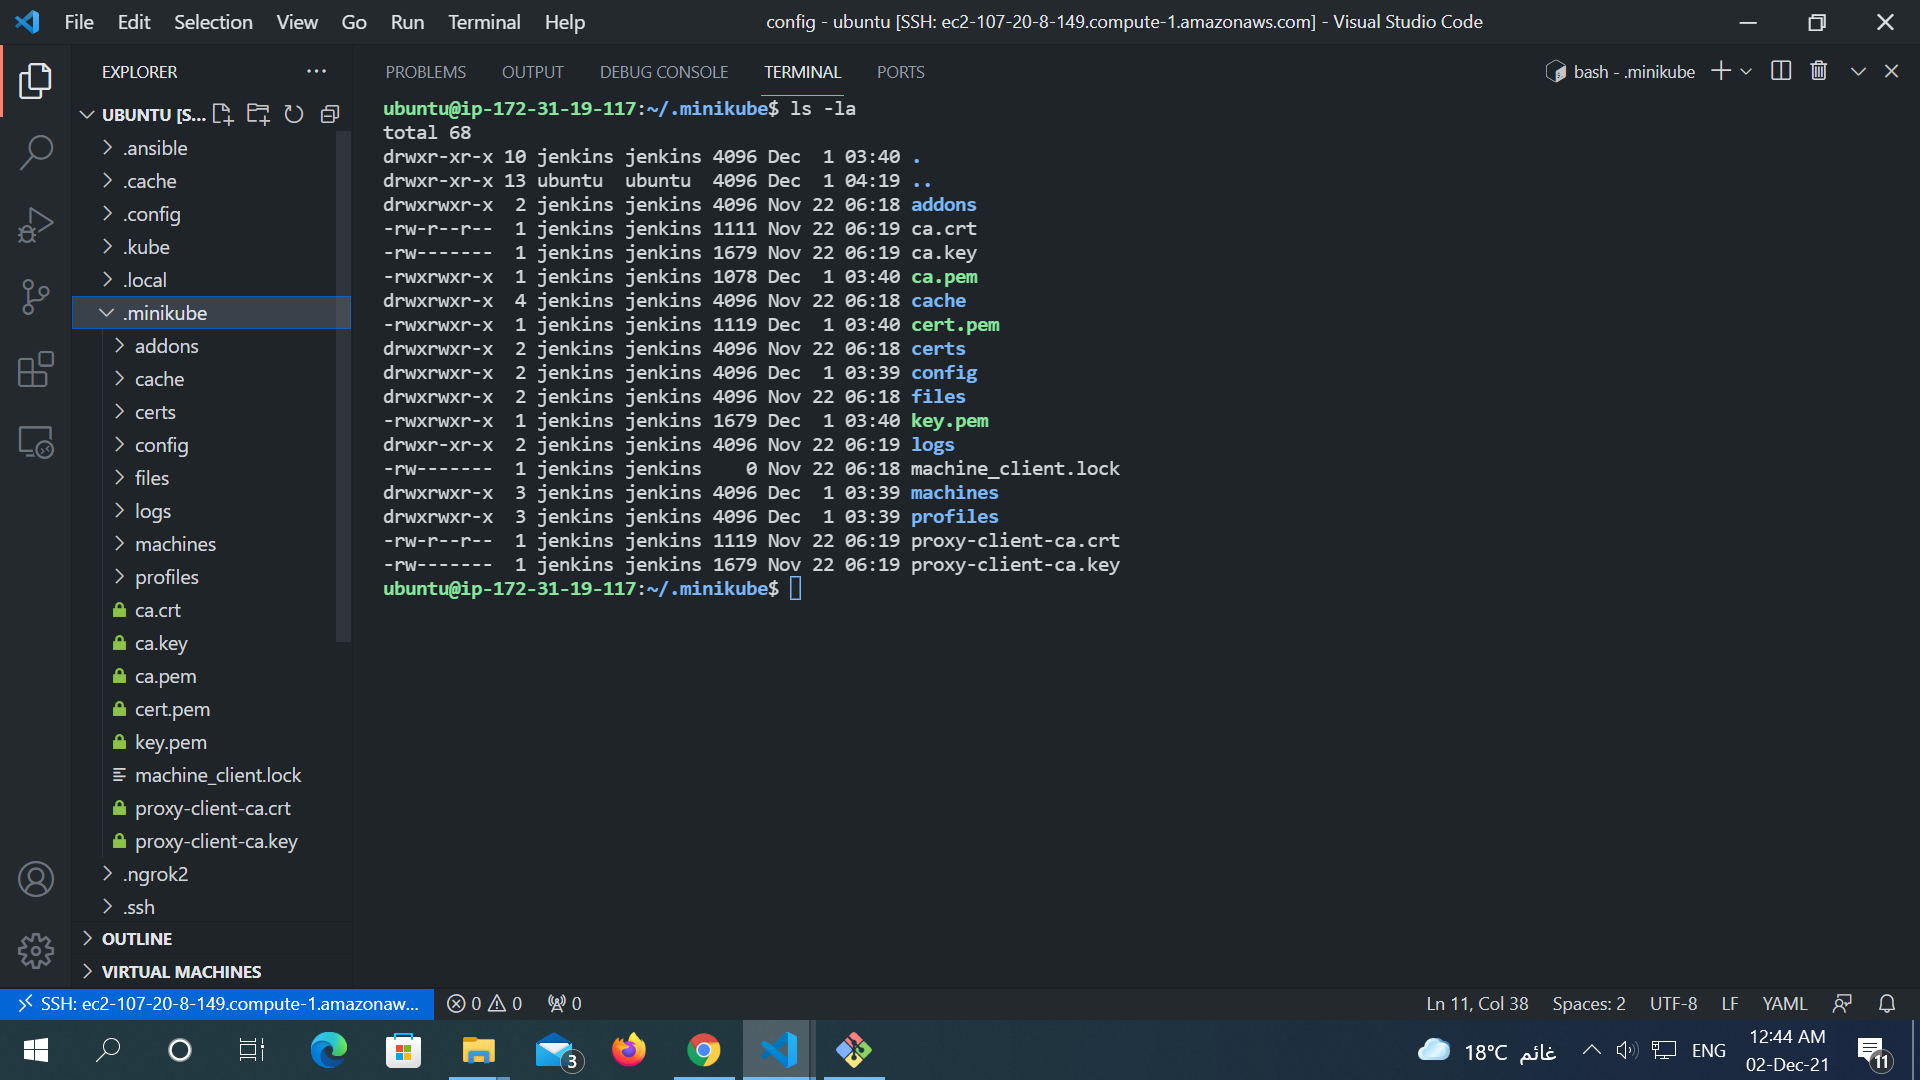 File Edit Selection View Go Run Terminal Help
config - ubuntu [SSH: ec2-107-20-8-149.compute-1.amazonaws.com] - Visual Studio Code
EXPLORER
PROBLEMS OUTPUT DEBUG CONSOLE TERMINAL PORTS
bash - .minikube
UBUNTU [S...
.ansible
.cache
.config
.kube
.local
.minikube
addons
cache
certs
config
files
logs
machines
profiles
ca.crt
ca.key
ca.pem
cert.pem
key.pem
machine_client.lock
proxy-client-ca.crt
proxy-client-ca.key
.ngrok2
.ssh
OUTLINE
VIRTUAL MACHINES
ubuntu@ip-172-31-19-117:~/.minikube$ ls -la
total 68
drwxr-xr-x 10 jenkins jenkins 4096 Dec  1 03:40 .
drwxr-xr-x 13 ubuntu  ubuntu  4096 Dec  1 04:19 ..
drwxrwxr-x  2 jenkins jenkins 4096 Nov 22 06:18 addons
-rw-r--r--  1 jenkins jenkins 1111 Nov 22 06:19 ca.crt
-rw-------  1 jenkins jenkins 1679 Nov 22 06:19 ca.key
-rwxrwxr-x  1 jenkins jenkins 1078 Dec  1 03:40 ca.pem
drwxrwxr-x  4 jenkins jenkins 4096 Nov 22 06:18 cache
-rwxrwxr-x  1 jenkins jenkins 1119 Dec  1 03:40 cert.pem
drwxrwxr-x  2 jenkins jenkins 4096 Nov 22 06:18 certs
drwxrwxr-x  2 jenkins jenkins 4096 Dec  1 03:39 config
drwxrwxr-x  2 jenkins jenkins 4096 Nov 22 06:18 files
-rwxrwxr-x  1 jenkins jenkins 1679 Dec  1 03:40 key.pem
drwxr-xr-x  2 jenkins jenkins 4096 Nov 22 06:19 logs
-rw-------  1 jenkins jenkins    0 Nov 22 06:18 machine_client.lock
drwxrwxr-x  3 jenkins jenkins 4096 Dec  1 03:39 machines
drwxrwxr-x  3 jenkins jenkins 4096 Dec  1 03:39 profiles
-rw-r--r--  1 jenkins jenkins 1119 Nov 22 06:19 proxy-client-ca.crt
-rw-------  1 jenkins jenkins 1679 Nov 22 06:19 proxy-client-ca.key
ubuntu@ip-172-31-19-117:~/.minikube$
SSH: ec2-107-20-8-149.compute-1.amazonaw... 0 0 0
Ln 11, Col 38 Spaces: 2 UTF-8 LF YAML
3
18°C غائم
ENG
12:44 AM
02-Dec-21
11